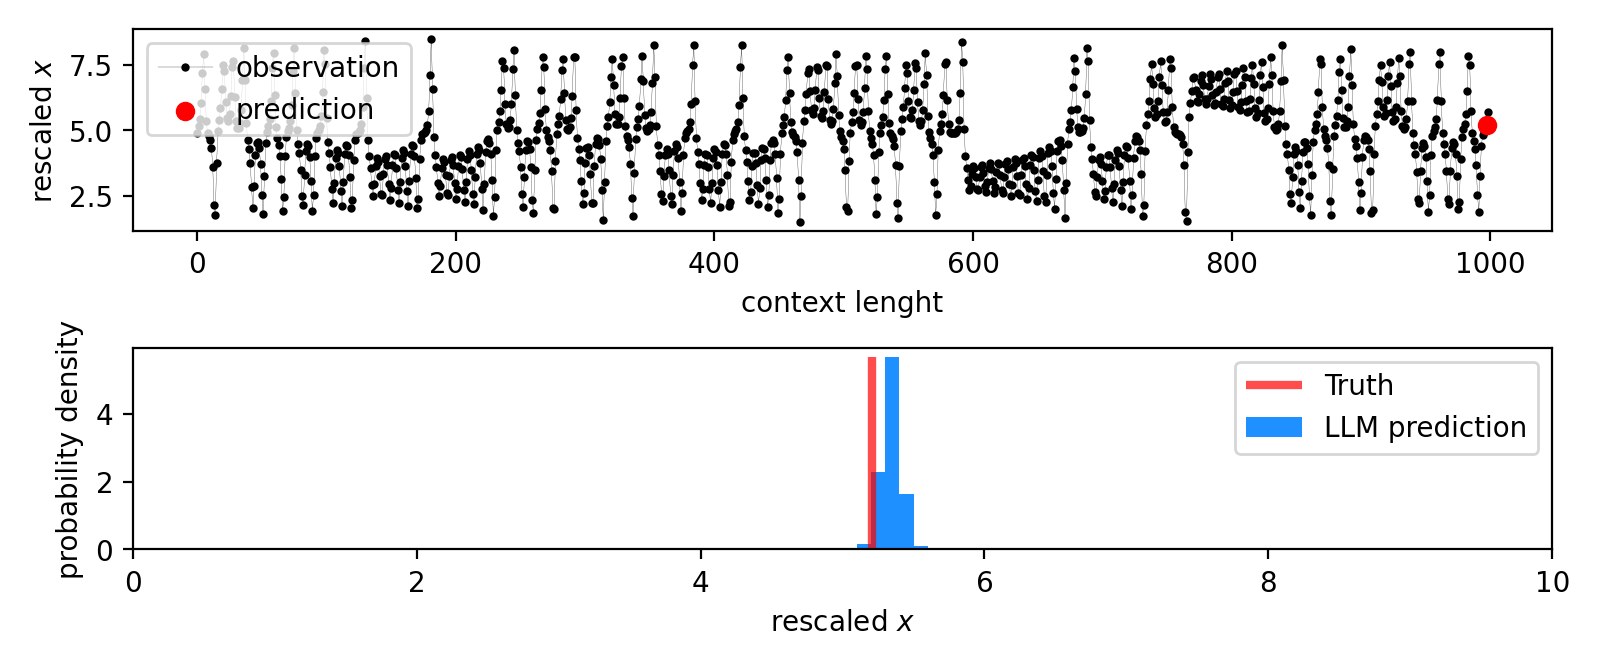 rescaled x
7.5
5.0
2.5
observation
prediction
0
200
400
600
800
1000
context lenght
probability density
4
2
0
Truth
LLM prediction
0
2
4
6
8
10
rescaled x